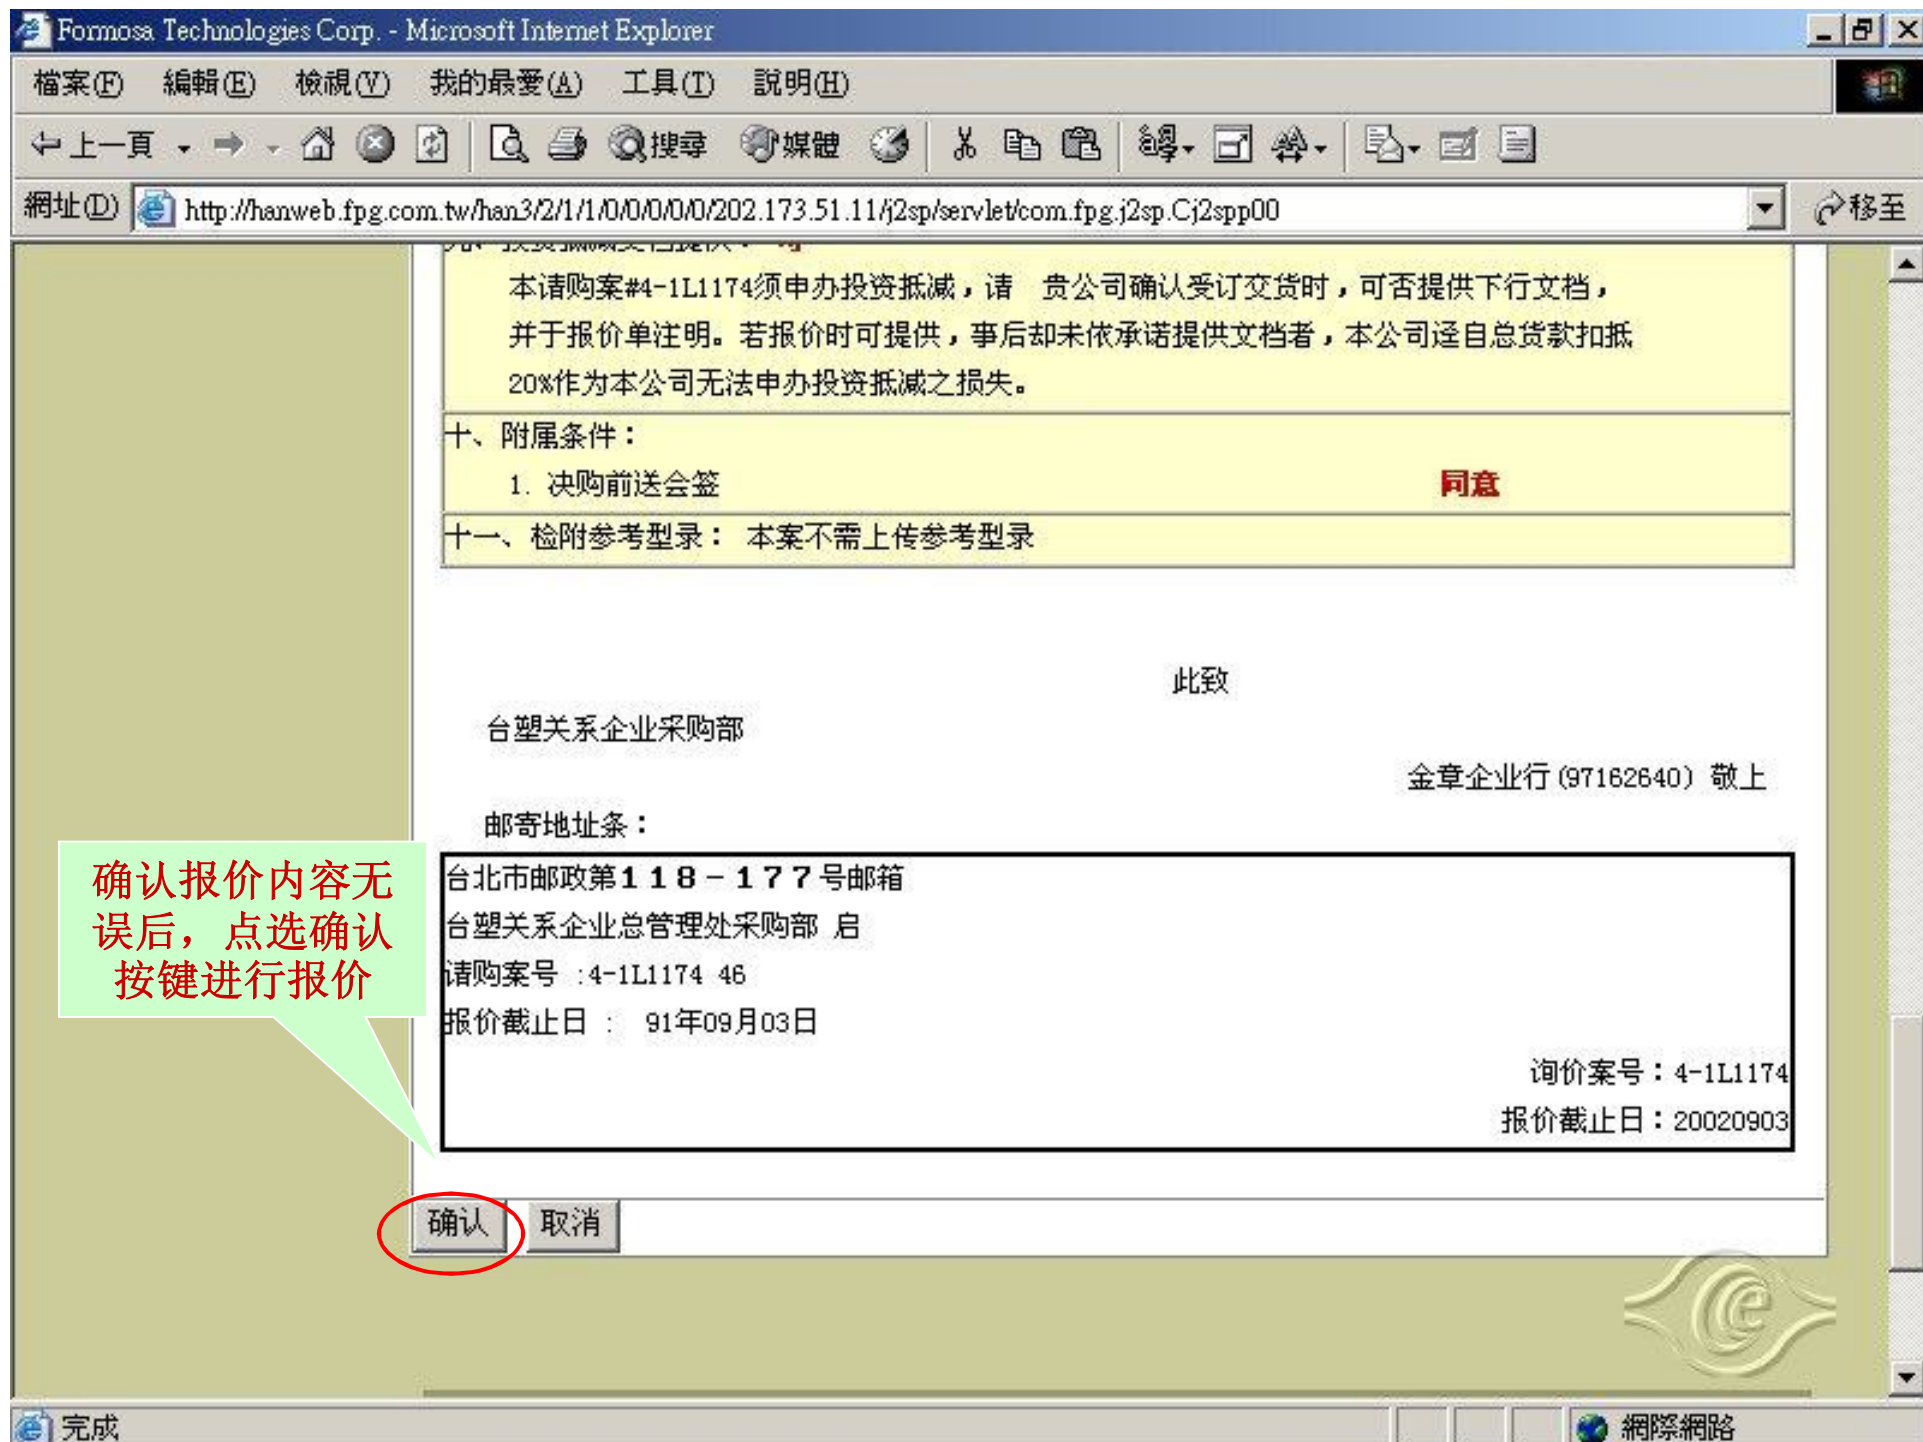 Formosa Technologies Corp. - Microsoft Internet Explorer
檔案(F) 編輯(E) 檢視(V) 我的最愛(A) 工具(T) 說明(H)
上一頁 搜尋 媒體
網址(D) http://hanweb.fpg.com.tw/han3/2/1/1/0/0/0/0/0/202.173.51.11/j2sp/servlet/com.fpg.j2sp.Cj2spp00 移至
本请购案#4-1L1174须申办投资抵减，请 贵公司确认受订交货时，可否提供下行文档，
并于报价单注明。若报价时可提供，事后却未依承诺提供文档者，本公司迳自总货款扣抵
20%作为本公司无法申办投资抵减之损失。
十、附属条件：
1. 决购前送会签 同意
十一、检附参考型录： 本案不需上传参考型录
此致
台塑关系企业采购部
金章企业行(97162640) 敬上
邮寄地址条：
台北市邮政第１１８－１７７号邮箱
台塑关系企业总管理处采购部 启
请购案号 :4-1L1174 46
报价截止日 : 91年09月03日
询价案号：4-1L1174
报价截止日：20020903
确认报价内容无
误后，点选确认
按键进行报价
确认 取消
完成 網際網路